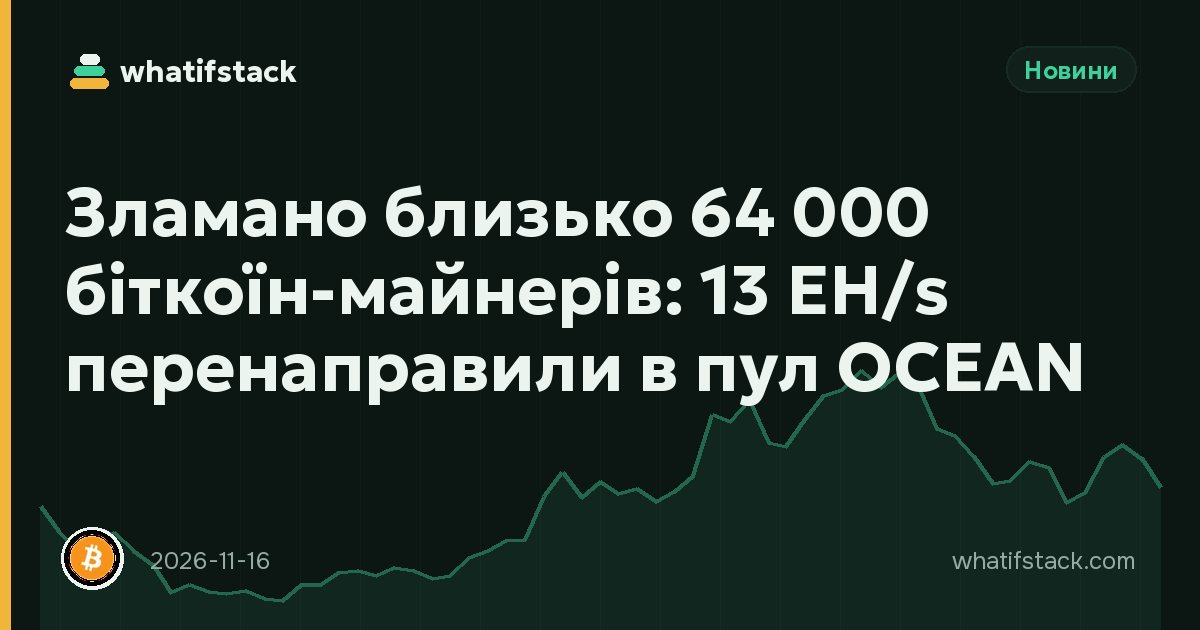 whatifstack
Новини
Зламано близько 64 000
біткоїн-майнерів: 13 EH/s
перенаправили в пул OCEAN
2026-11-16
whatifstack.com